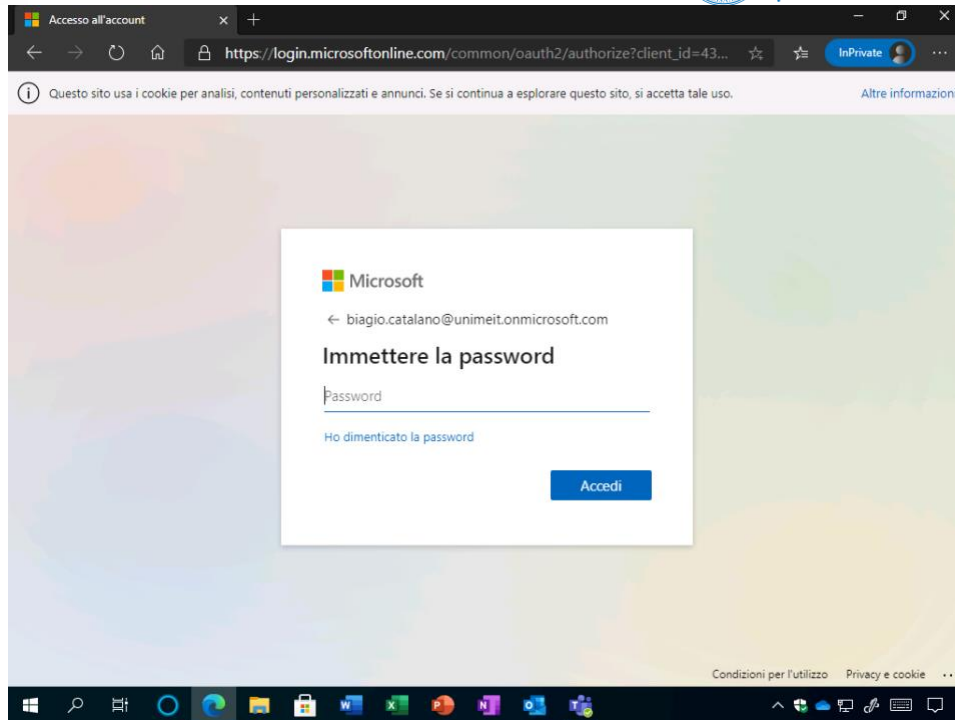 Accesso all'account
https://login.microsoftonline.com/common/oauth2/authorize?client_id=43...
InPrivate
Questo sito usa i cookie per analisi, contenuti personalizzati e annunci. Se si continua a esplorare questo sito, si accetta tale uso.
Altre informazion
Microsoft
← biagio.catalano@unimeit.onmicrosoft.com
Immettere la password
Password
Ho dimenticato la password
Accedi
Condizioni per l'utilizzo Privacy e cookie ..